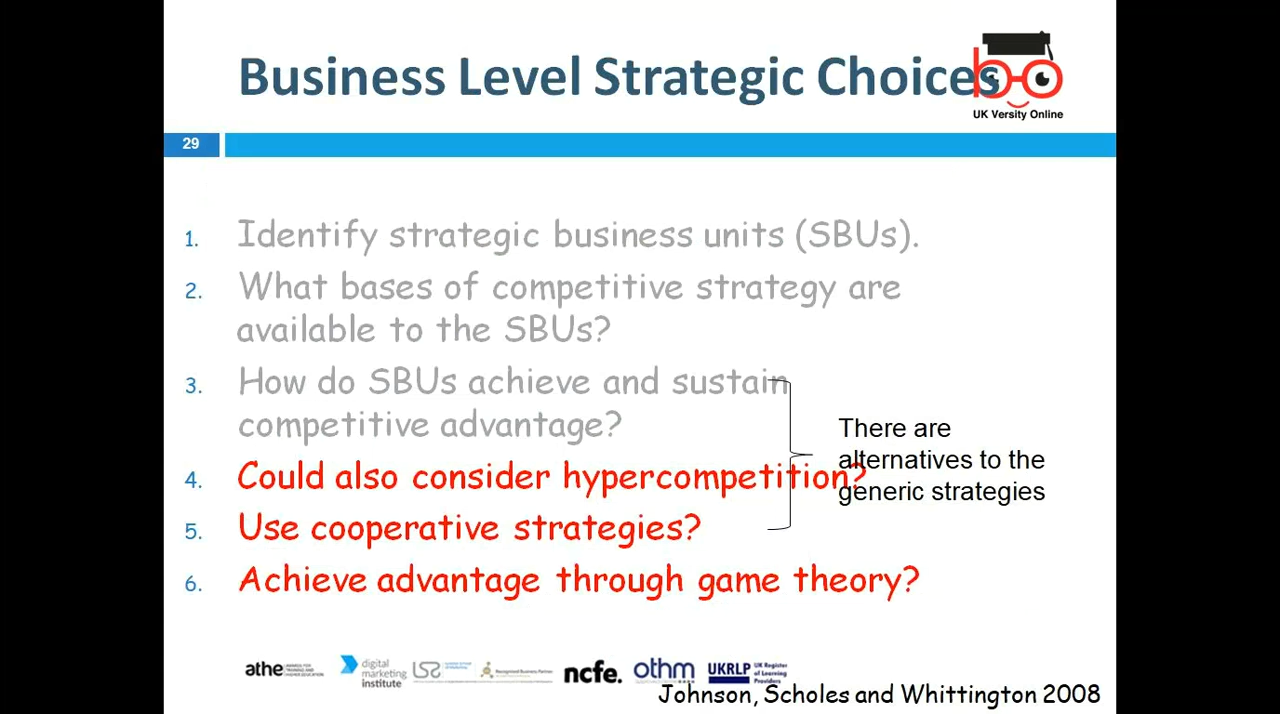 Business Level Strategic Choices
UK Versity Online
29
1. Identify strategic business units (SBUs).
2. What bases of competitive strategy are
available to the SBUs?
3. How do SBUs achieve and sustain
competitive advantage?
4. Could also consider hypercompetition?
5. Use cooperative strategies?
6. Achieve advantage through game theory?
There are
alternatives to the
generic strategies
athe
digital
marketing
institute
Recognised Business Partner
ncfe.
othm
UKRLP
UK Register
of Learning
Providers
Johnson, Scholes and Whittington 2008